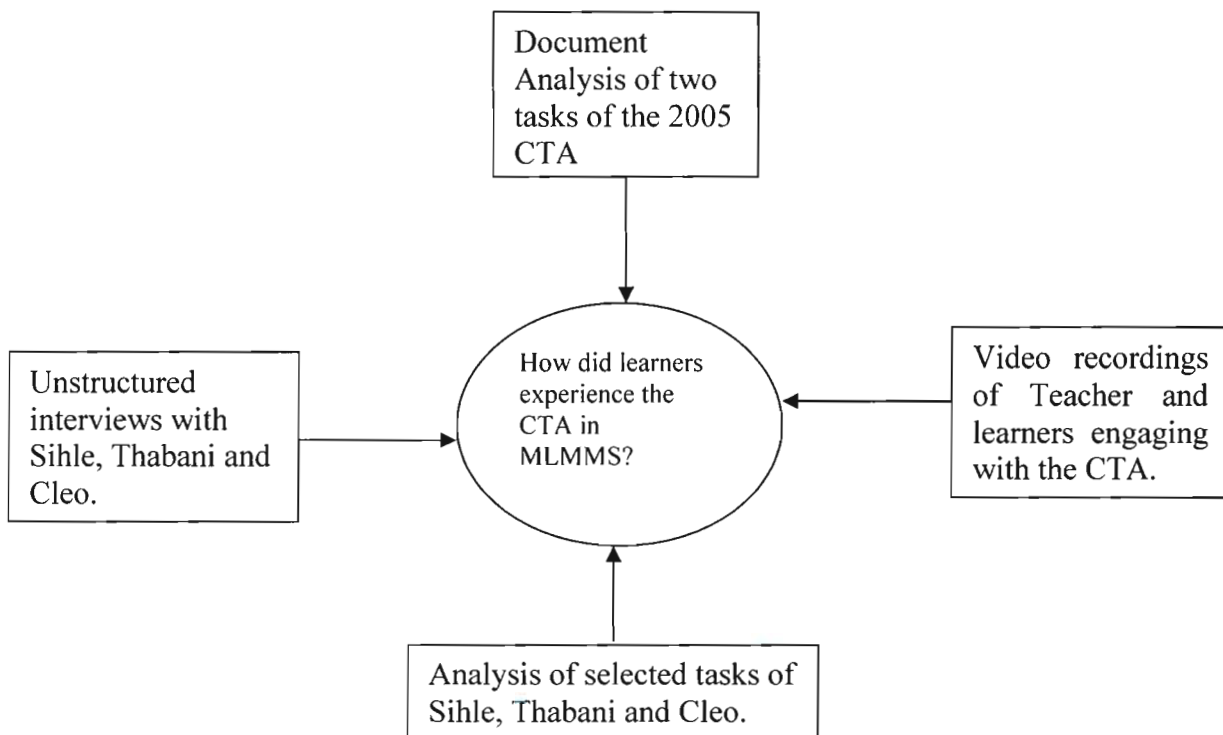 Document
Analysis of two
tasks of the 2005
CTA
Unstructured
interviews with
Sihle, Thabani and
Cleo.
How did learners
experience the
CTA in
MLMMS?
Video recordings
of Teacher and
learners engaging
with the CTA.
Analysis of selected tasks of
Sihle, Thabani and Cleo.